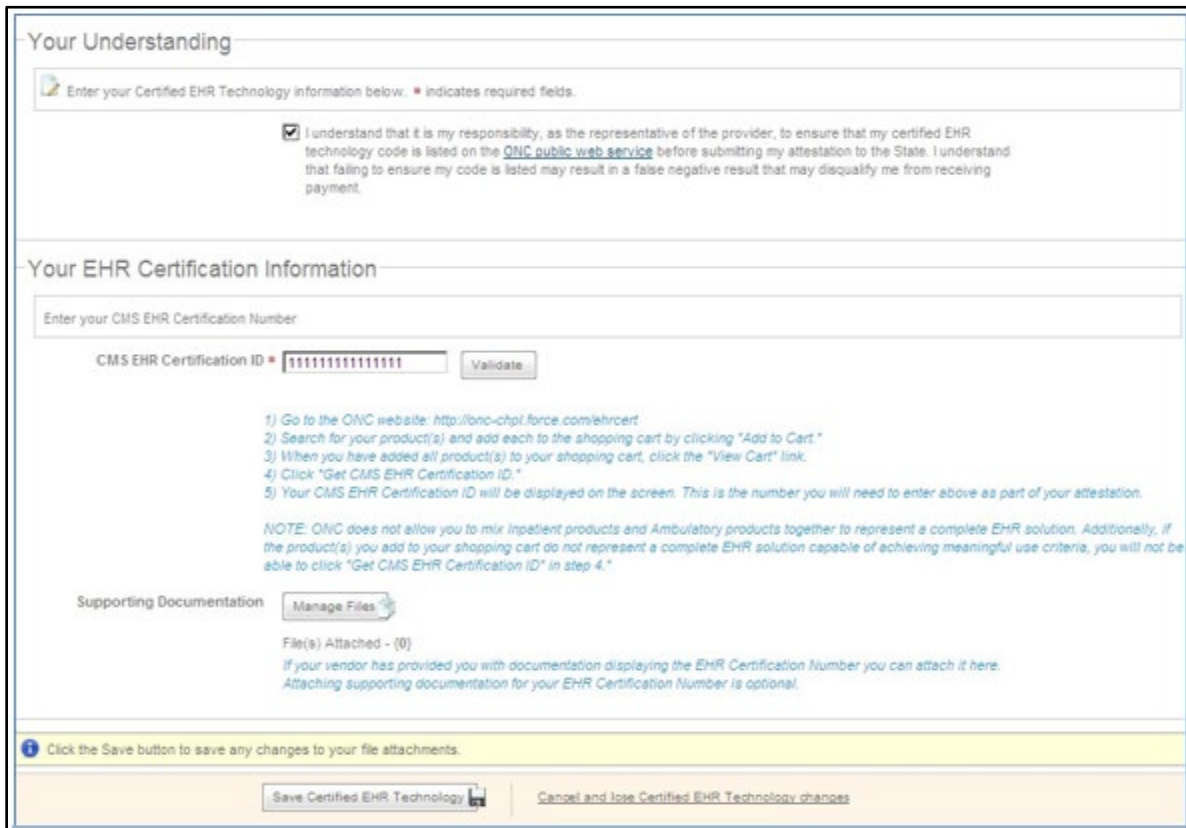 Your Understanding
Enter your Certified EHR Technology information below. * indicates required fields.
I understand that it is my responsibility, as the representative of the provider, to ensure that my certified EHR
technology code is listed on the ONC public web service before submitting my attestation to the State. I understand
that failing to ensure my code is listed may result in a false negative result that may disqualify me from receiving
payment.
Your EHR Certification Information
Enter your CMS EHR Certification Number
CMS EHR Certification ID * 111111111111111 Validate
1) Go to the ONC website: http://onc-chpl.force.com/ehrcert
2) Search for your product(s) and add each to the shopping cart by clicking "Add to Cart."
3) When you have added all product(s) to your shopping cart, click the "View Cart" link.
4) Click "Get CMS EHR Certification ID."
5) Your CMS EHR Certification ID will be displayed on the screen. This is the number you will need to enter above as part of your attestation.
NOTE: ONC does not allow you to mix Inpatient products and Ambulatory products together to represent a complete EHR solution. Additionally, if
the product(s) you add to your shopping cart do not represent a complete EHR solution capable of achieving meaningful use criteria, you will not be
able to click "Get CMS EHR Certification ID" in step 4."
Supporting Documentation Manage Files
File(s) Attached - {0}
If your vendor has provided you with documentation displaying the EHR Certification Number you can attach it here.
Attaching supporting documentation for your EHR Certification Number is optional.
Click the Save button to save any changes to your file attachments.
Save Certified EHR Technology Cancel and lose Certified EHR Technology changes